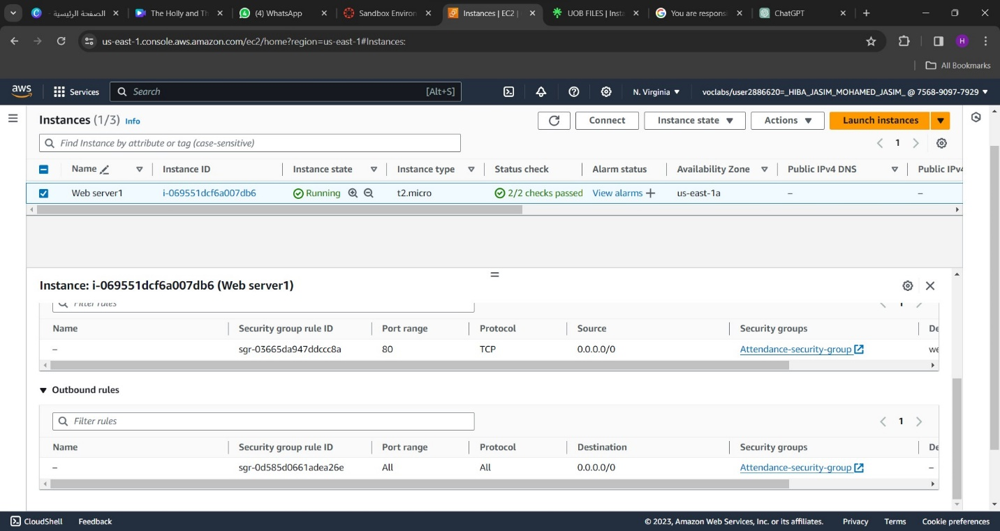 الصفحة الرئيسية -
The Holly and Th
(4) WhatsApp
Sandbox Environ
Instances | EC2 |
UOB FILES | Insta
You are responsi
ChatGPT
us-east-1.console.aws.amazon.com/ec2/home?region=us-east-1#Instances:
H
All Bookmarks
aws
Services
Search
[Alt+S]
N. Virginia
voclabs/user2886620=_HIBA_JASIM_MOHAMED_JASIM_ @ 7568-9097-7929
Instances (1/3) Info
Connect
Instance state
Actions
Launch instances
Find Instance by attribute or tag (case-sensitive)
1
Name Instance ID Instance state Instance type Status check Alarm status Availability Zone Public IPv4 DNS Public IPv4
Web server1 i-069551dcf6a007db6 Running t2.micro 2/2 checks passed View alarms + us-east-1a – –
Instance: i-069551dcf6a007db6 (Web server1)
Filter rules
1
Name Security group rule ID Port range Protocol Source Security groups De
– sgr-03665da947ddccc8a 80 TCP 0.0.0.0/0 Attendance-security-group we
Outbound rules
Filter rules
1
Name Security group rule ID Port range Protocol Destination Security groups De
– sgr-0d585d0661adea26e All All 0.0.0.0/0 Attendance-security-group –
CloudShell Feedback © 2023, Amazon Web Services, Inc. or its affiliates. Privacy Terms Cookie preferences